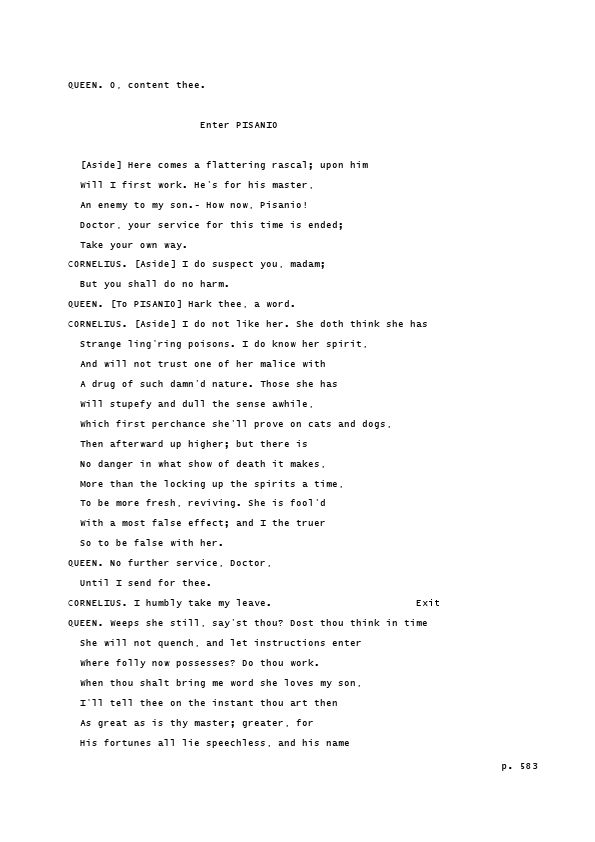 QUEEN. O, content thee.
Enter PISANIO
[Aside] Here comes a flattering rascal; upon him
Will I first work. He's for his master,
An enemy to my son.- How now, Pisanio!
Doctor, your service for this time is ended;
Take your own way.
CORNELIUS. [Aside] I do suspect you, madam;
But you shall do no harm.
QUEEN. [To PISANIO] Hark thee, a word.
CORNELIUS. [Aside] I do not like her. She doth think she has
Strange ling'ring poisons. I do know her spirit,
And will not trust one of her malice with
A drug of such damn'd nature. Those she has
Will stupefy and dull the sense awhile,
Which first perchance she'll prove on cats and dogs,
Then afterward up higher; but there is
No danger in what show of death it makes,
More than the locking up the spirits a time,
To be more fresh, reviving. She is fool'd
With a most false effect; and I the truer
So to be false with her.
QUEEN. No further service, Doctor,
Until I send for thee.
CORNELIUS. I humbly take my leave. Exit
QUEEN. Weeps she still, say'st thou? Dost thou think in time
She will not quench, and let instructions enter
Where folly now possesses? Do thou work.
When thou shalt bring me word she loves my son,
I'll tell thee on the instant thou art then
As great as is thy master; greater, for
His fortunes all lie speechless, and his name
p. 583